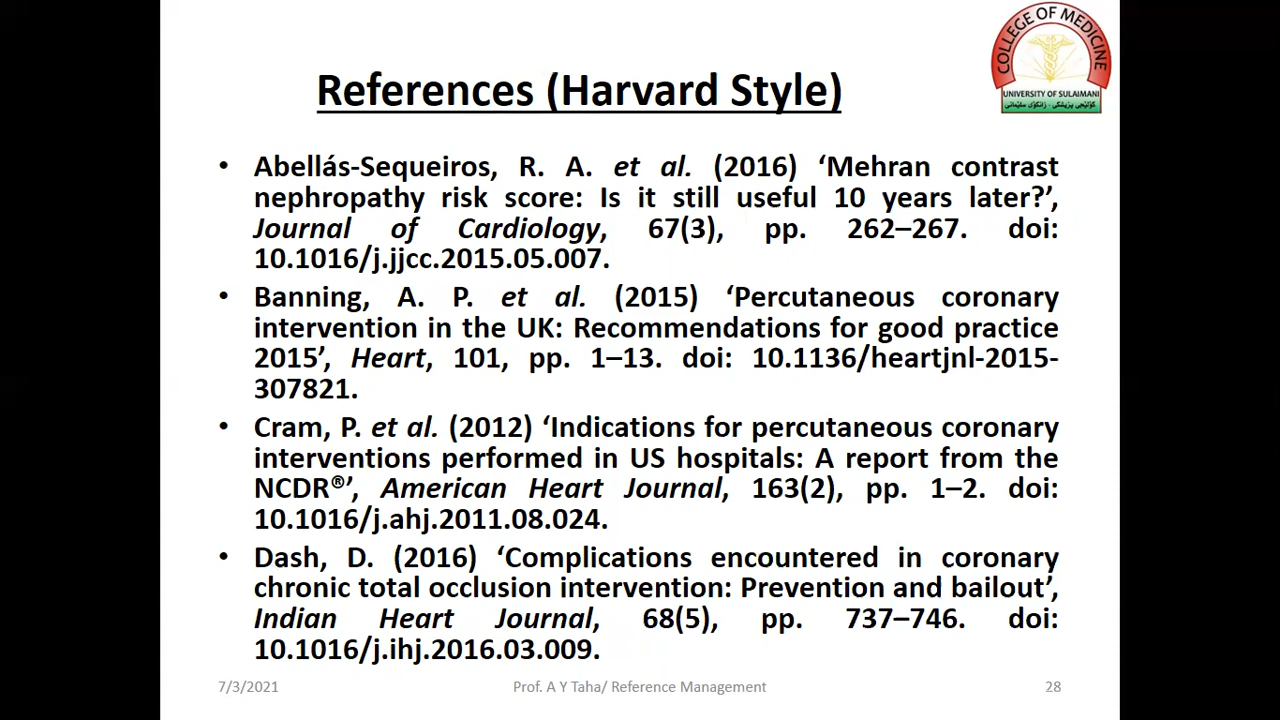 COLLEGE OF MEDICINE
UNIVERSITY OF SULAIMANI
كۆلێجی پزیشکی - زانکۆی سلێمانی
References (Harvard Style)
• Abellás-Sequeiros, R. A. et al. (2016) ‘Mehran contrast
nephropathy risk score: Is it still useful 10 years later?’,
Journal of Cardiology, 67(3), pp. 262–267. doi:
10.1016/j.jjcc.2015.05.007.
• Banning, A. P. et al. (2015) ‘Percutaneous coronary
intervention in the UK: Recommendations for good practice
2015’, Heart, 101, pp. 1–13. doi: 10.1136/heartjnl-2015-
307821.
• Cram, P. et al. (2012) ‘Indications for percutaneous coronary
interventions performed in US hospitals: A report from the
NCDR®’, American Heart Journal, 163(2), pp. 1–2. doi:
10.1016/j.ahj.2011.08.024.
• Dash, D. (2016) ‘Complications encountered in coronary
chronic total occlusion intervention: Prevention and bailout’,
Indian Heart Journal, 68(5), pp. 737–746. doi:
10.1016/j.ihj.2016.03.009.
7/3/2021
Prof. A Y Taha/ Reference Management
28